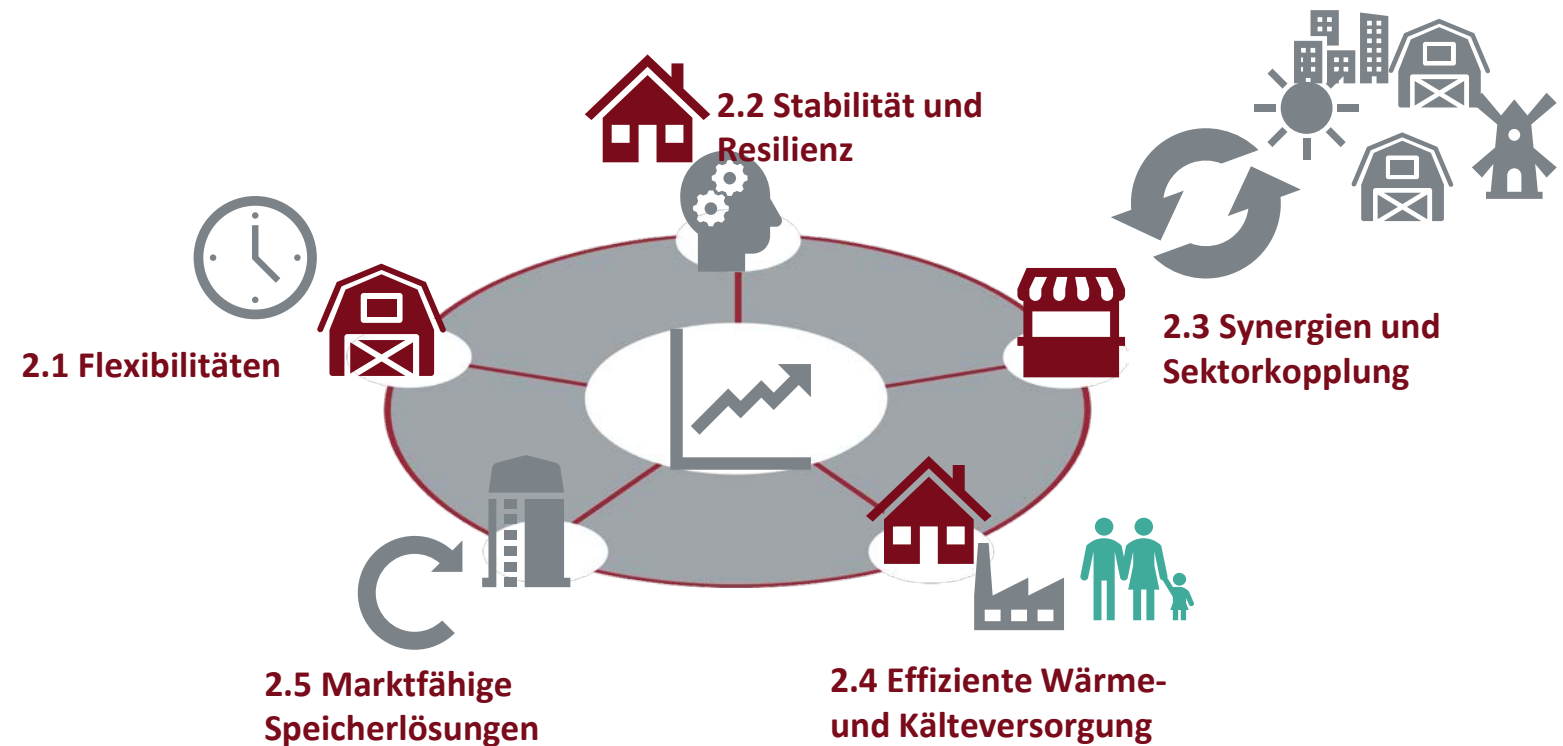 2.2 Stabilität und
Resilienz
2.1 Flexibilitäten
2.3 Synergien und
Sektorkopplung
2.5 Marktfähige
Speicherlösungen
2.4 Effiziente Wärme-
und Kälteversorgung